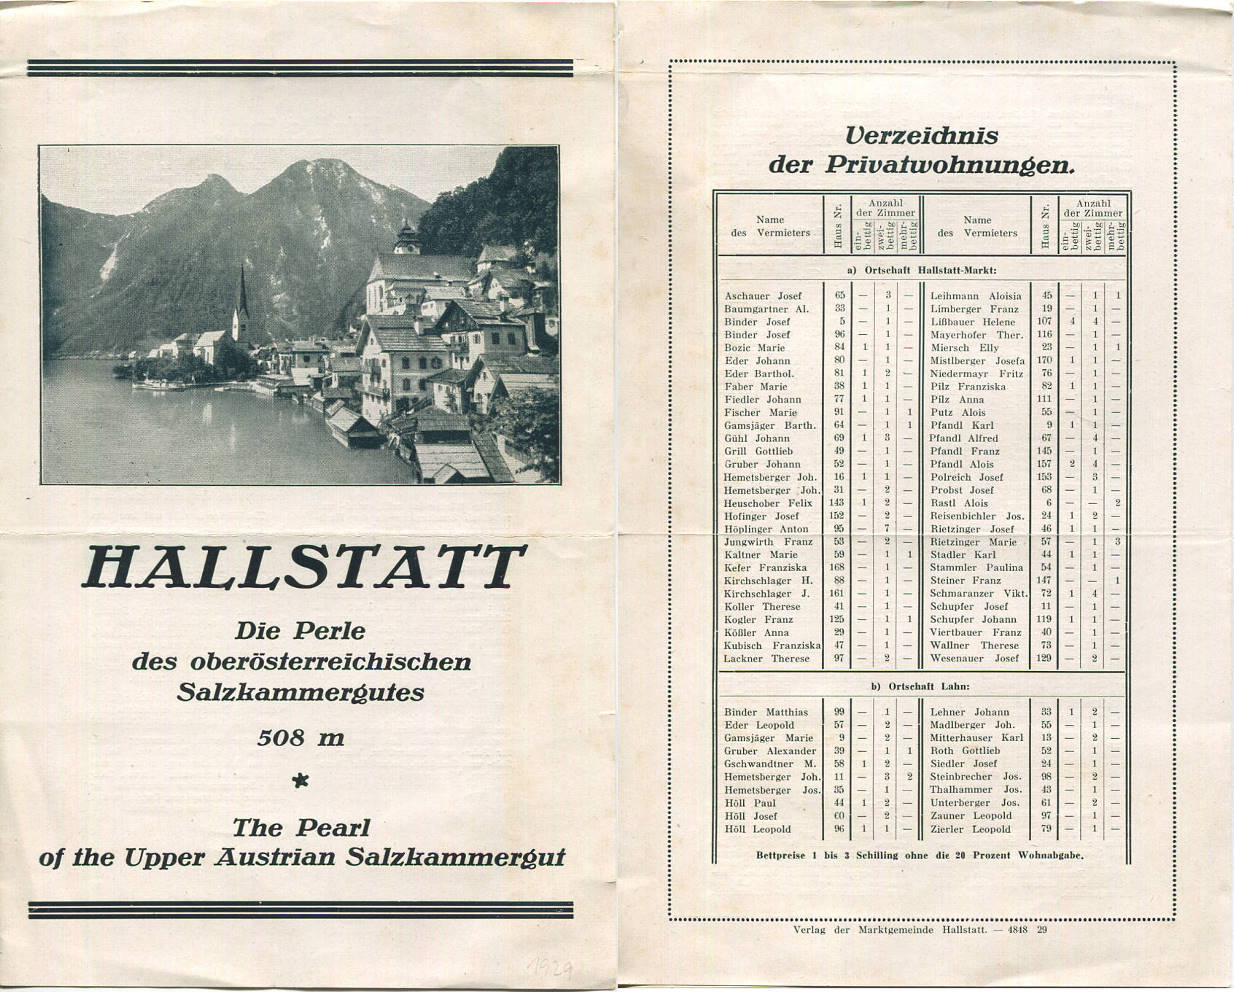 HALLSTATT
Die Perle
des oberösterreichischen
Salzkammergutes
508 m
*
The Pearl
of the Upper Austrian Salzkammergut
1929
Verzeichnis
der Privatwohnungen.
Name des Vermieters | Haus Nr. | Anzahl der Zimmer | ein-bettig | zwei-bettig | mehr-bettig | Name des Vermieters | Haus Nr. | Anzahl der Zimmer | ein-bettig | zwei-bettig | mehr-bettig
a) Ortschaft Hallstatt-Markt:
Aschauer Josef 65 — 3 — Leihmann Aloisia 45 — 1 1
Baumgartner Al. 33 — 1 — Limberger Franz 19 — 1 —
Binder Josef 5 — 1 — Lißbauer Helene 107 4 4 —
Binder Josef 96 — 1 — Mayerhofer Ther. 116 — 1 —
Bozic Marie 84 1 1 — Miersch Elly 23 — 1 1
Eder Johann 80 — 1 — Mistlberger Josefa 170 1 1 —
Eder Barthol. 81 1 2 — Niedermayr Fritz 76 — 1 —
Faber Marie 38 1 1 — Pilz Franziska 82 1 1 —
Fiedler Johann 77 1 1 — Pilz Anna 111 — 1 —
Fischer Marie 91 — 1 1 Putz Alois 55 — 1 —
Gamsjäger Barth. 64 — 1 1 Pfandl Karl 9 1 1 —
Gühl Johann 69 1 3 — Pfandl Alfred 67 — 4 —
Grill Gottlieb 49 — 1 — Pfandl Franz 145 — 1 —
Gruber Johann 52 — 1 — Pfandl Alois 157 2 4 —
Hemetsberger Joh. 16 1 1 — Polreich Josef 153 — 3 —
Hemetsberger Joh. 31 — 2 — Probst Josef 68 — 1 —
Heuschober Felix 143 1 2 — Rastl Alois 6 — — 2
Hofinger Josef 152 — 2 — Reisenbichler Jos. 24 1 2 —
Höplinger Anton 95 — 7 — Rietzinger Josef 46 1 1 —
Jungwirth Franz 53 — 2 — Rietzinger Marie 57 — 1 3
Kaltner Marie 59 — 1 1 Stadler Karl 44 1 1 —
Kefer Franziska 168 — 1 — Stammler Paulina 54 — 1 —
Kirchschlager H. 88 — 1 — Steiner Franz 147 — — 1
Kirchschlager J. 161 — 1 — Schmaranzer Vikt. 72 1 4 —
Koller Therese 41 — 1 — Schupfer Josef 11 — 1 —
Kogler Franz 125 — 1 1 Schupfer Johann 119 1 1 —
Kößler Anna 29 — 1 — Viertbauer Franz 40 — 1 —
Kubisch Franziska 47 — 1 — Wallner Therese 73 — 1 —
Lackner Therese 97 — 2 — Wesenauer Josef 129 — 2 —
b) Ortschaft Lahn:
Binder Matthias 99 — 1 — Lehner Johann 33 1 2 —
Eder Leopold 57 — 2 — Madlberger Joh. 55 — 1 —
Gamsjäger Marie 9 — 2 — Mitterhauser Karl 13 — 2 —
Gruber Alexander 39 — 1 1 Roth Gottlieb 52 — 1 —
Gschwandtner M. 58 1 2 — Siedler Josef 24 — 1 —
Hemetsberger Joh. 11 — 3 2 Steinbrecher Jos. 98 — 2 —
Hemetsberger Jos. 35 — 1 — Thalhammer Jos. 43 — 1 —
Höll Paul 44 1 2 — Unterberger Jos. 61 — 2 —
Höll Josef 60 — 2 — Zauner Leopold 97 — 1 —
Höll Leopold 96 1 1 — Zierler Leopold 79 — 1 —
Bettpreise 1 bis 3 Schilling ohne die 20 Prozent Wohnabgabe.
Verlag der Marktgemeinde Hallstatt. — 4848 29